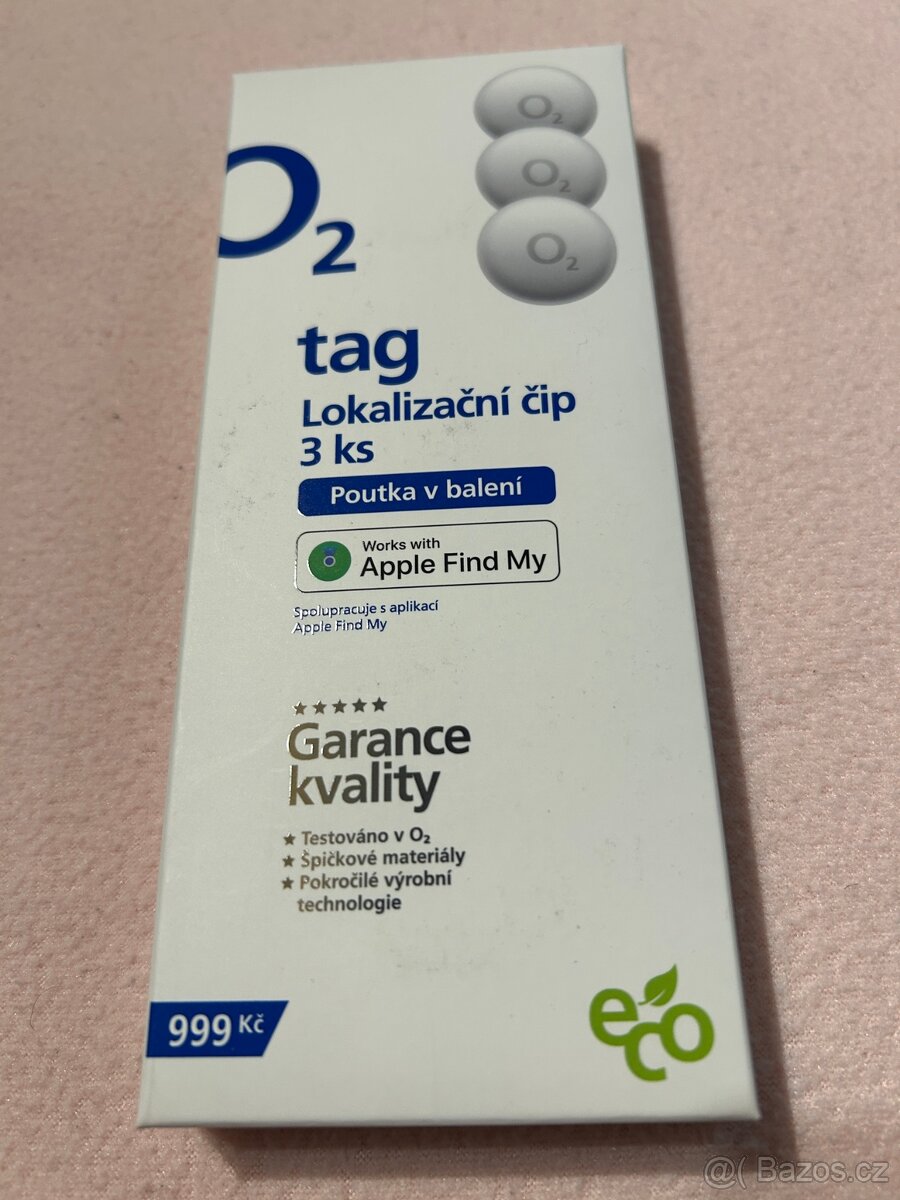 O2
O2
O2
O2
tag
Lokalizační čip
3 ks
Poutka v balení
Works with
Apple Find My
Spolupracuje s aplikací
Apple Find My
Garance
kvality
Testováno v O2
Špičkové materiály
Pokročilé výrobní
technologie
999 Kč
eco
@( Bazos.cz